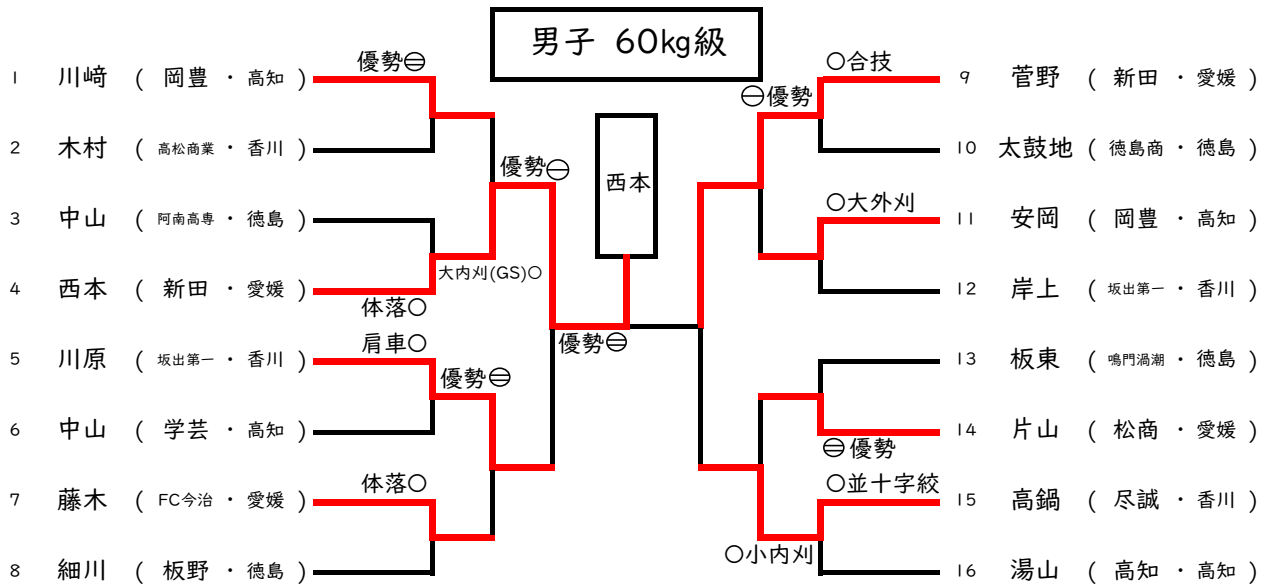 男子 60kg級
西本
1 川﨑 ( 岡豊 ・ 高知 )
2 木村 ( 高松商業 ・ 香川 )
3 中山 ( 阿南高専 ・ 徳島 )
4 西本 ( 新田 ・ 愛媛 )
5 川原 ( 坂出第一 ・ 香川 )
6 中山 ( 学芸 ・ 高知 )
7 藤木 ( FC今治 ・ 愛媛 )
8 細川 ( 板野 ・ 徳島 )
優勢㊀
体落○
肩車○
体落○
大内刈(GS)○
優勢㊀
優勢㊀
優勢㊀
○合技
○大外刈
㊀優勢
○並十字絞
㊀優勢
○小内刈
9 菅野 ( 新田 ・ 愛媛 )
10 太鼓地 ( 徳島商 ・ 徳島 )
11 安岡 ( 岡豊 ・ 高知 )
12 岸上 ( 坂出第一 ・ 香川 )
13 板東 ( 鳴門渦潮 ・ 徳島 )
14 片山 ( 松商 ・ 愛媛 )
15 高鍋 ( 尽誠 ・ 香川 )
16 湯山 ( 高知 ・ 高知 )